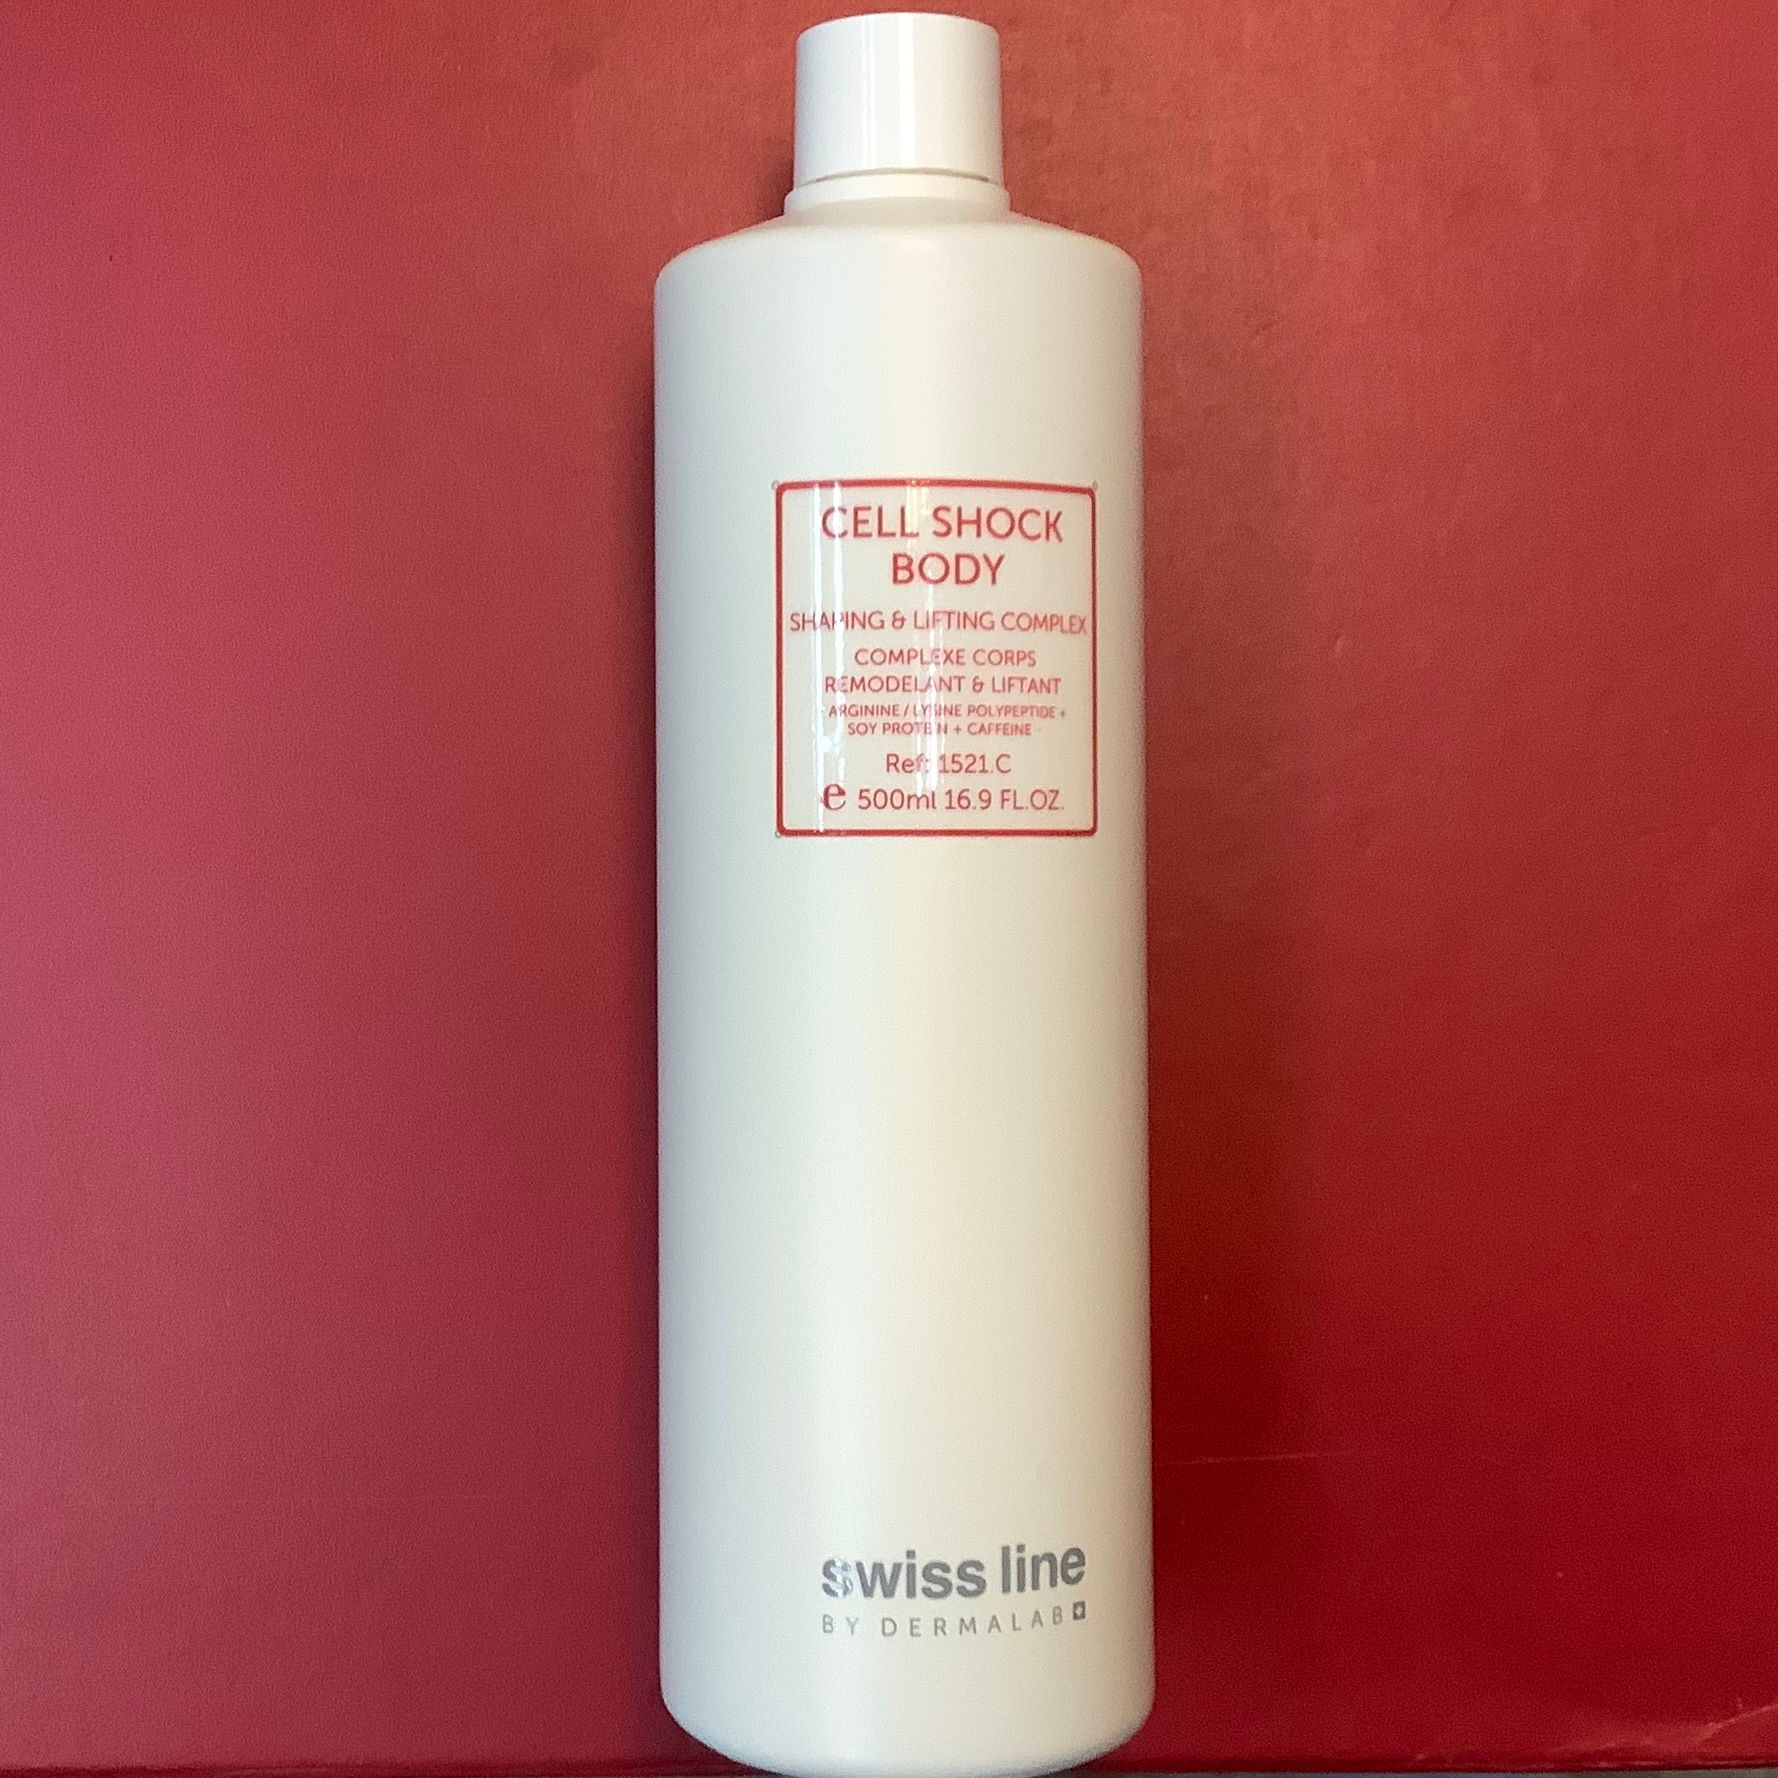 CELL SHOCK
BODY
SHAPING & LIFTING COMPLEX
COMPLEXE CORPS
REMODELANT & LIFTANT
- ARGININE / LYSINE POLYPEPTIDE +
SOY PROTEIN + CAFFEINE -
Ref: 1521.C
e 500ml 16.9 FL.OZ.
swiss line
BY DERMALAB